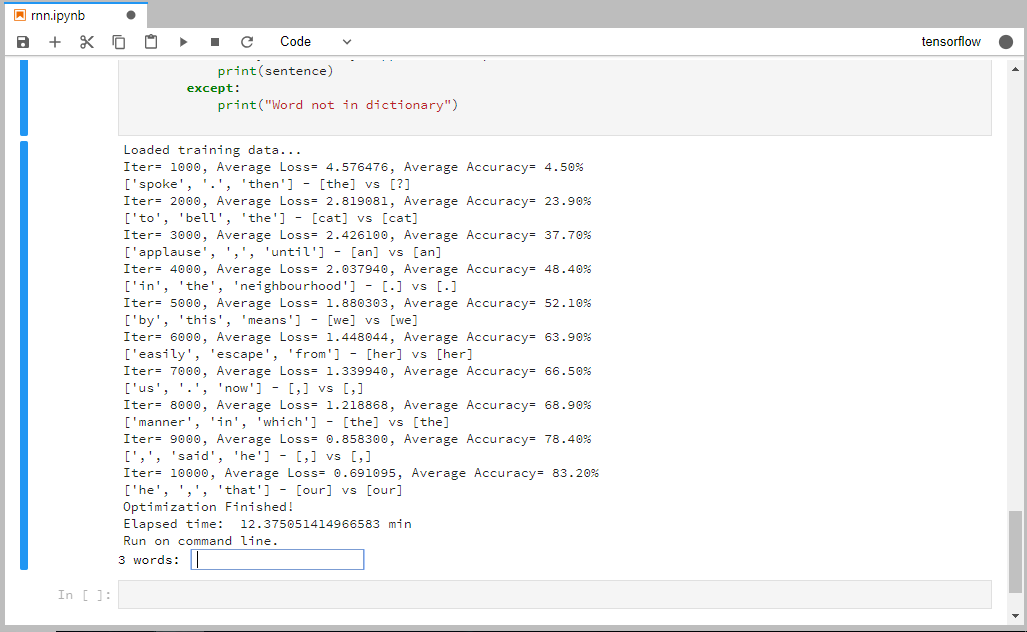 rnn.ipynb
Code
tensorflow
print(sentence)
except:
print("Word not in dictionary")
Loaded training data...
Iter= 1000, Average Loss= 4.576476, Average Accuracy= 4.50%
['spoke', '.', 'then'] - [the] vs [?]
Iter= 2000, Average Loss= 2.819081, Average Accuracy= 23.90%
['to', 'bell', 'the'] - [cat] vs [cat]
Iter= 3000, Average Loss= 2.426100, Average Accuracy= 37.70%
['applause', ',', 'until'] - [an] vs [an]
Iter= 4000, Average Loss= 2.037940, Average Accuracy= 48.40%
['in', 'the', 'neighbourhood'] - [.] vs [.]
Iter= 5000, Average Loss= 1.880303, Average Accuracy= 52.10%
['by', 'this', 'means'] - [we] vs [we]
Iter= 6000, Average Loss= 1.448044, Average Accuracy= 63.90%
['easily', 'escape', 'from'] - [her] vs [her]
Iter= 7000, Average Loss= 1.339940, Average Accuracy= 66.50%
['us', '.', 'now'] - [,] vs [,]
Iter= 8000, Average Loss= 1.218868, Average Accuracy= 68.90%
['manner', 'in', 'which'] - [the] vs [the]
Iter= 9000, Average Loss= 0.858300, Average Accuracy= 78.40%
[',', 'said', 'he'] - [,] vs [,]
Iter= 10000, Average Loss= 0.691095, Average Accuracy= 83.20%
['he', ',', 'that'] - [our] vs [our]
Optimization Finished!
Elapsed time:  12.375051414966583 min
Run on command line.
3 words:
In [ ]: